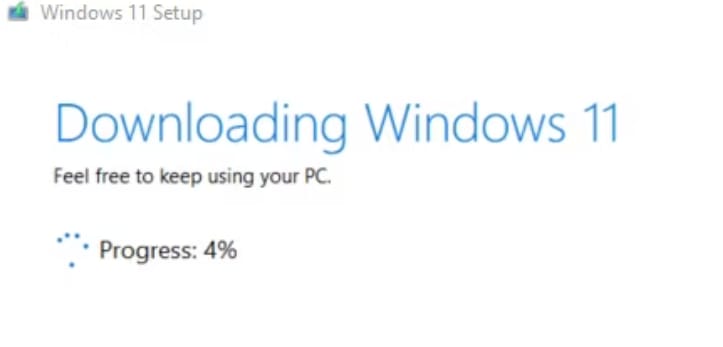 Windows 11 Setup
Downloading Windows 11
Feel free to keep using your PC.
Progress: 4%